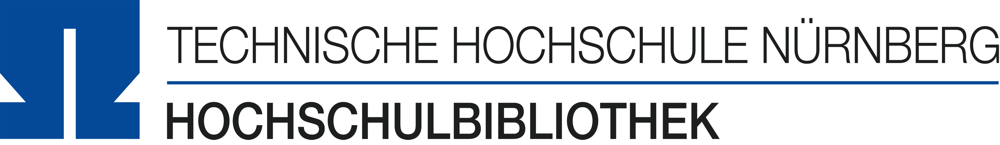 TECHNISCHE HOCHSCHULE NÜRNBERG
HOCHSCHULBIBLIOTHEK